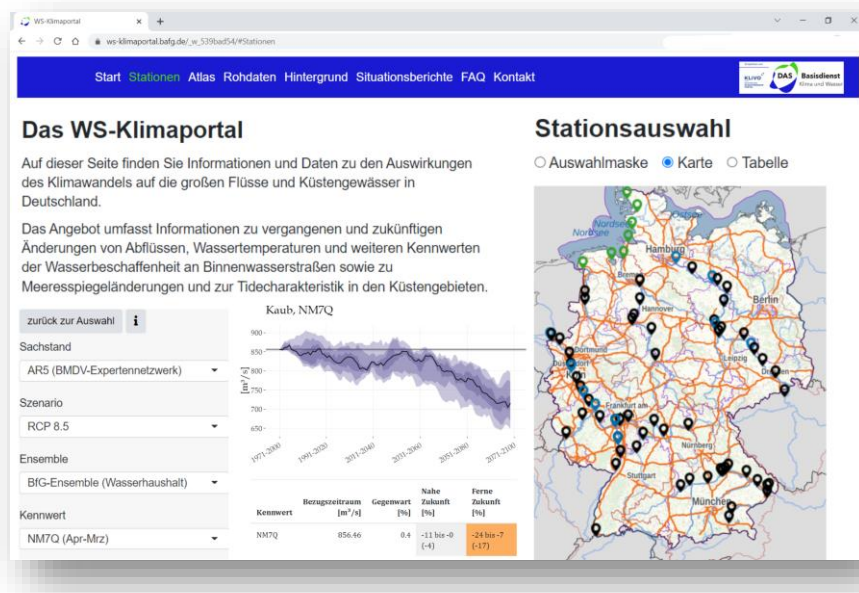 WS-Klimaportal
ws-klimaportal.bafg.de/_w_539bad54/#Stationen
Start Stationen Atlas Rohdaten Hintergrund Situationsberichte FAQ Kontakt
DAS Basisdienst
Klima und Wasser
Das WS-Klimaportal
Auf dieser Seite finden Sie Informationen und Daten zu den Auswirkungen
des Klimawandels auf die großen Flüsse und Küstengewässer in
Deutschland.
Das Angebot umfasst Informationen zu vergangenen und zukünftigen
Änderungen von Abflüssen, Wassertemperaturen und weiteren Kennwerten
der Wasserbeschaffenheit an Binnenwasserstraßen sowie zu
Meeresspiegeländerungen und zur Tidecharakteristik in den Küstengebieten.
zurück zur Auswahl i
Sachstand
AR5 (BMDV-Expertennetzwerk)
Szenario
RCP 8.5
Ensemble
BfG-Ensemble (Wasserhaushalt)
Kennwert
NM7Q (Apr-Mrz)
Kaub, NM7Q
[m³/s]
900
850
800
750
700
650
1971-2000 1991-2020 2011-2040 2031-2060 2051-2080 2071-2100
Kennwert Bezugszeitraum [m³/s] Gegenwart [%] Nahe Zukunft [%] Ferne Zukunft [%]
NM7Q 856.46 0.4 -11 bis -0 (-4) -24 bis -7 (-17)
Stationsauswahl
Auswahlmaske Karte Tabelle
Nordsee
Nordsee
Ostsee
Hamburg
Bremen
Berlin
Hannover
Dortmund
Düsseldorf
Leipzig
Köln
Dresden
Frankfurt am
Nürnberg
Stuttgart
München